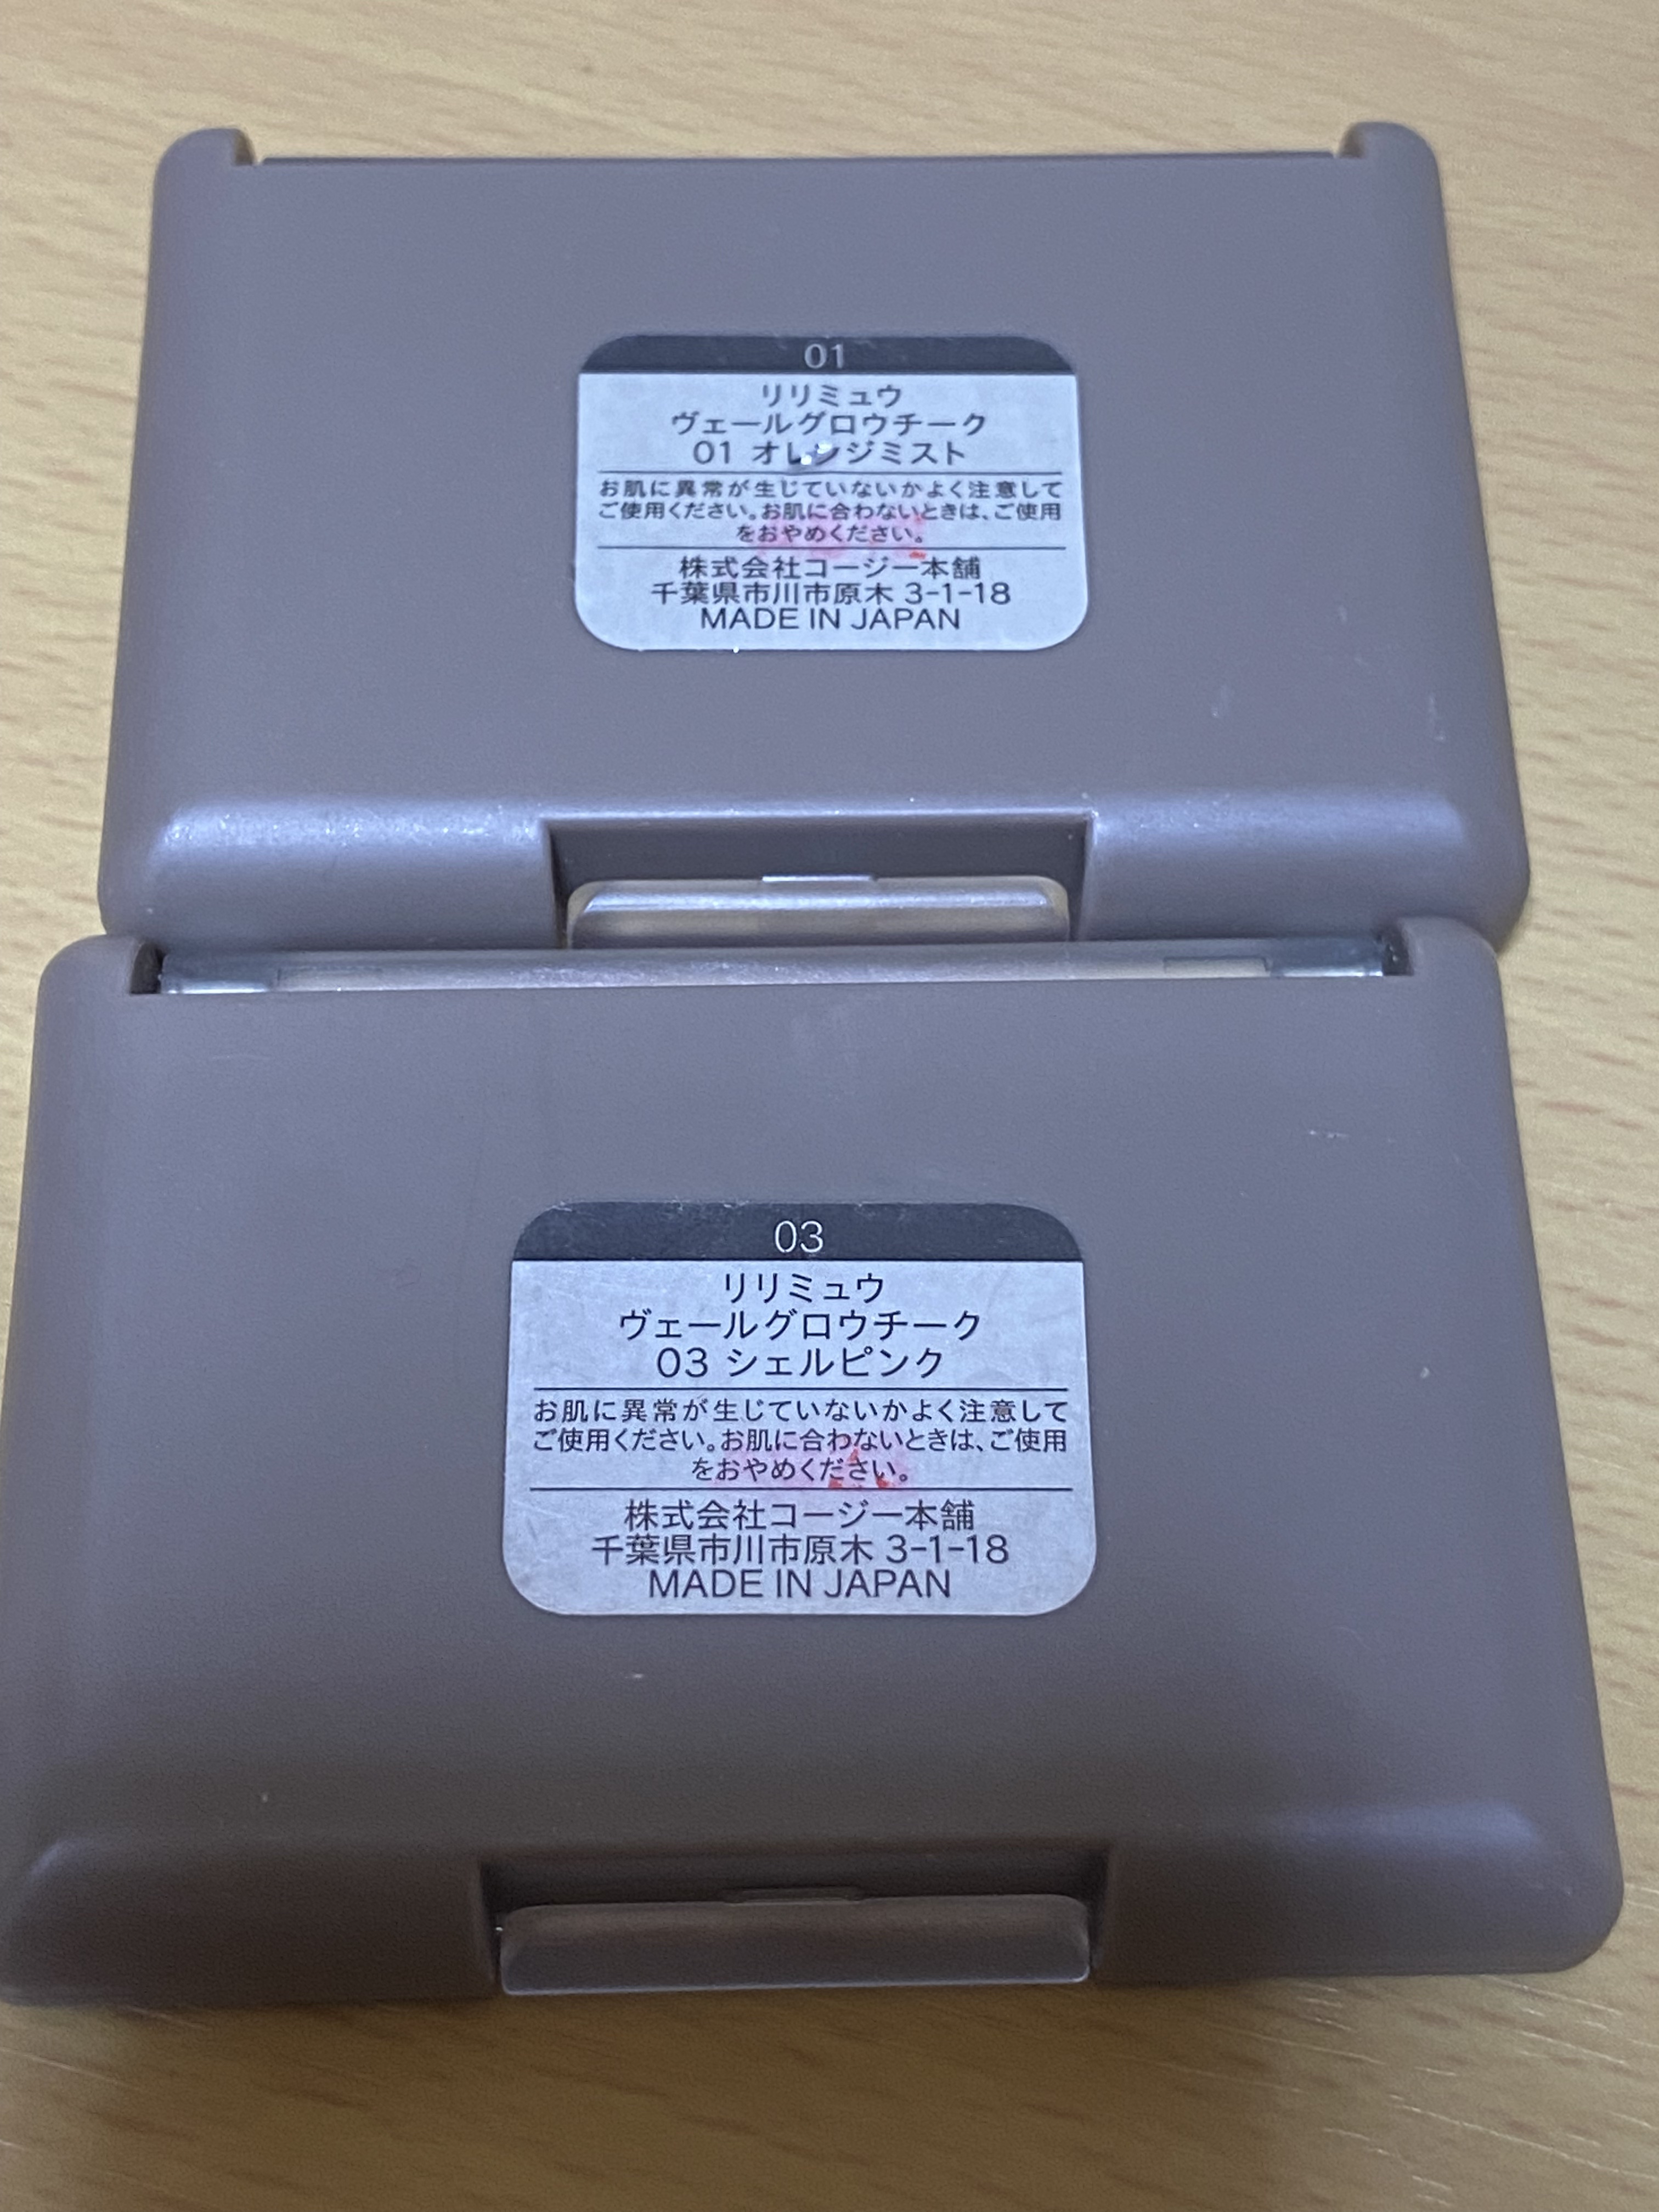 01
リリミュウ
ヴェールグロウチーク
01 オレンジミスト
お肌に異常が生じていないかよく注意して
ご使用ください。お肌に合わないときは、ご使用
をおやめください。
株式会社コージー本舗
千葉県市川市原木 3-1-18
MADE IN JAPAN
03
リリミュウ
ヴェールグロウチーク
03 シェルピンク
お肌に異常が生じていないかよく注意して
ご使用ください。お肌に合わないときは、ご使用
をおやめください。
株式会社コージー本舗
千葉県市川市原木 3-1-18
MADE IN JAPAN